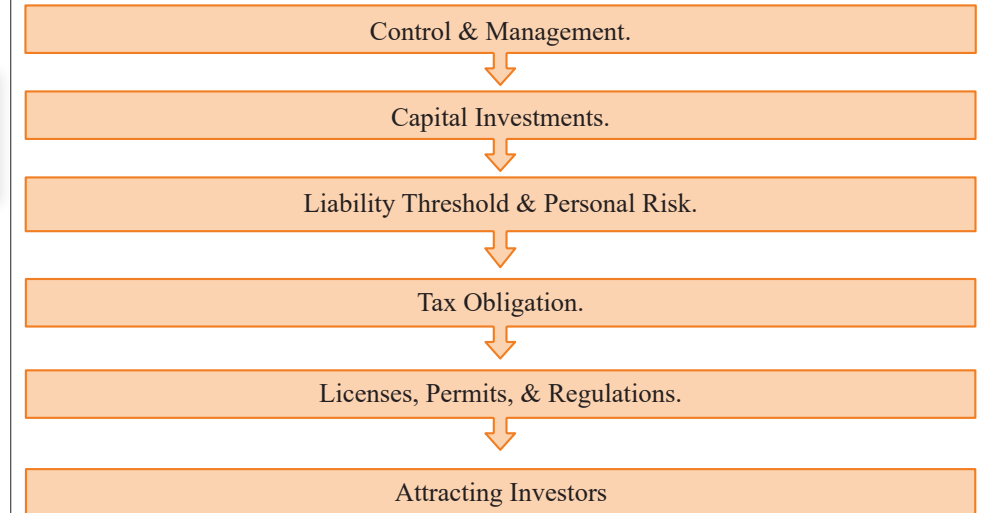 Control & Management.
Capital Investments.
Liability Threshold & Personal Risk.
Tax Obligation.
Licenses, Permits, & Regulations.
Attracting Investors